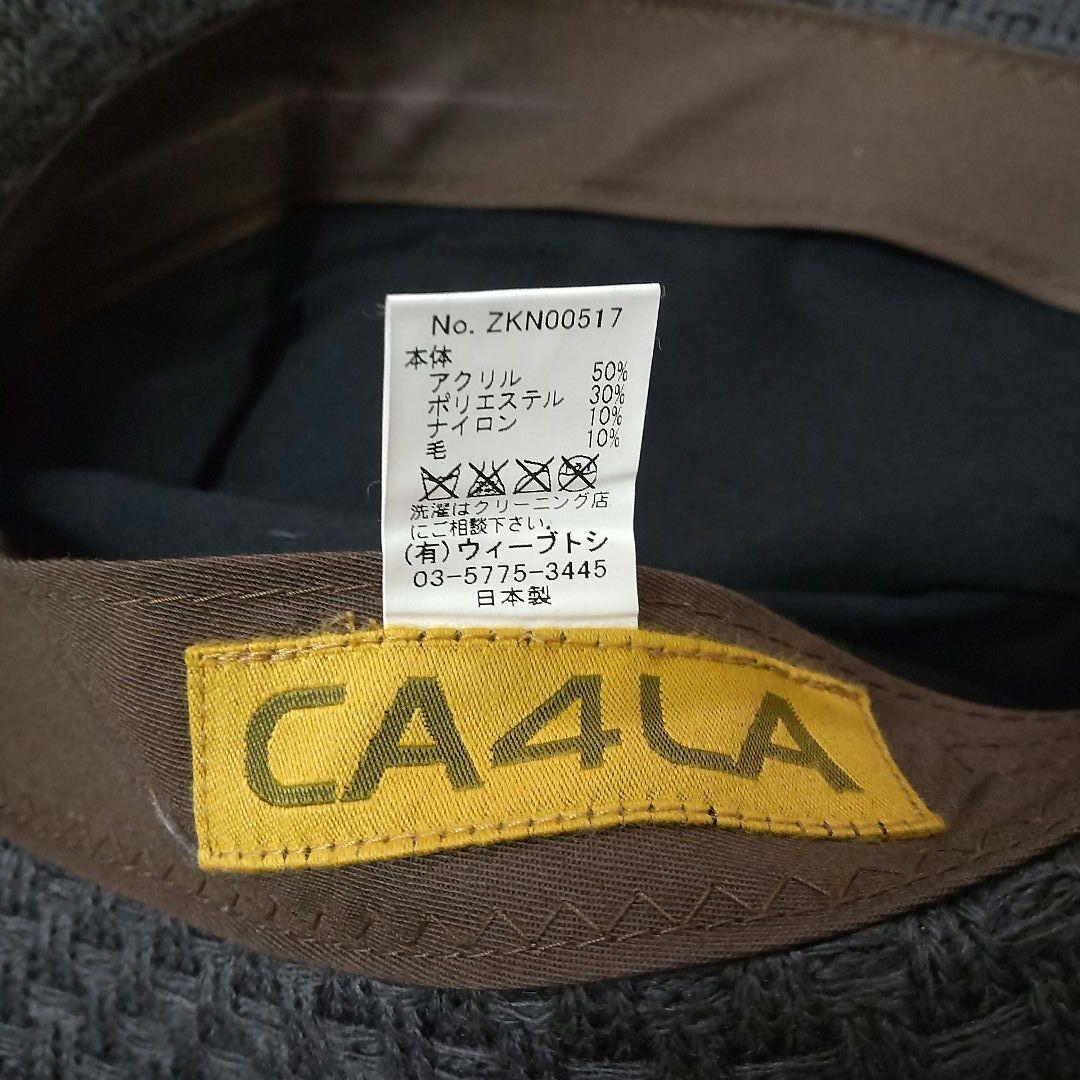 No. ZKN00517
本体
アクリル 50%
ポリエステル 30%
ナイロン 10%
毛 10%
洗濯はクリーニング店
にご相談下さい.
(有)ウィーブトシ
03-5775-3445
日本製
CA4LA